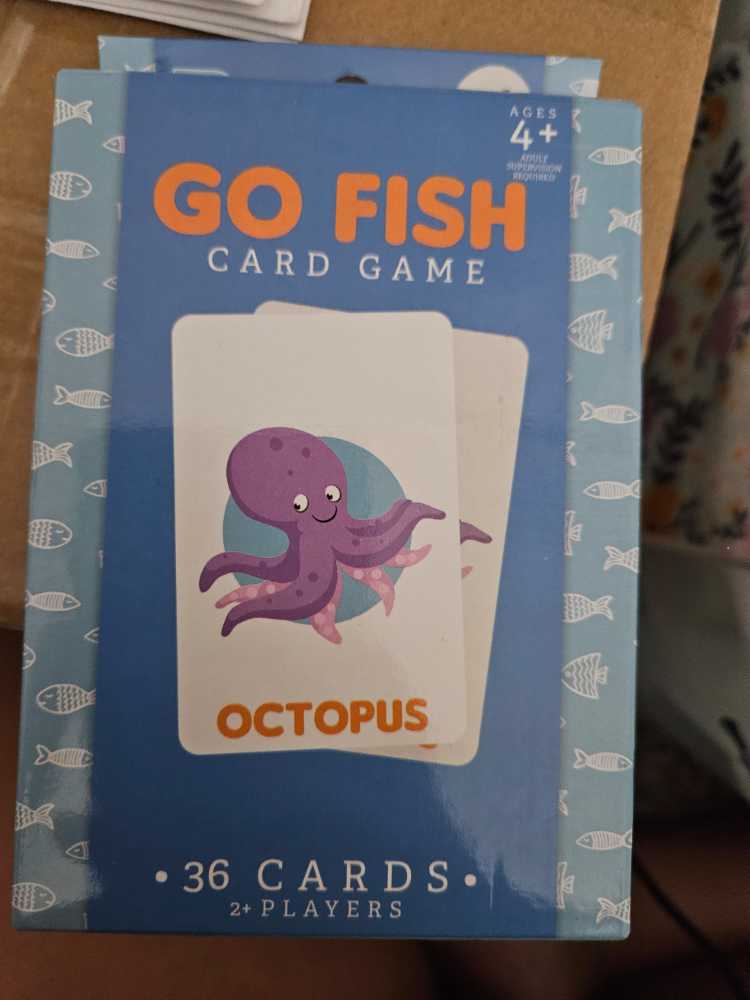 AGES
4+
ADULT
SUPERVISION
REQUIRED
GO FISH
CARD GAME
OCTOPUS
• 36 CARDS •
2+ PLAYERS